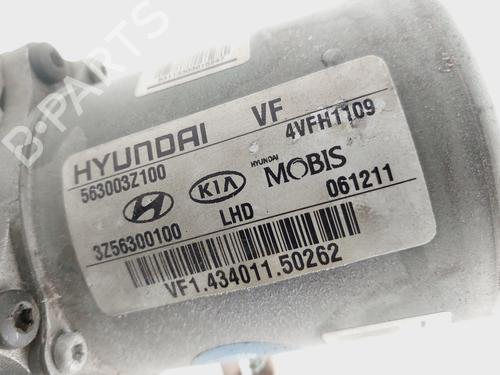 HYUNDAI VF
563003Z100 4VFH1109
KIA HYUNDAI MOBIS
3Z56300100 LHD 061211
VF1.434011.50262
B-PARTS